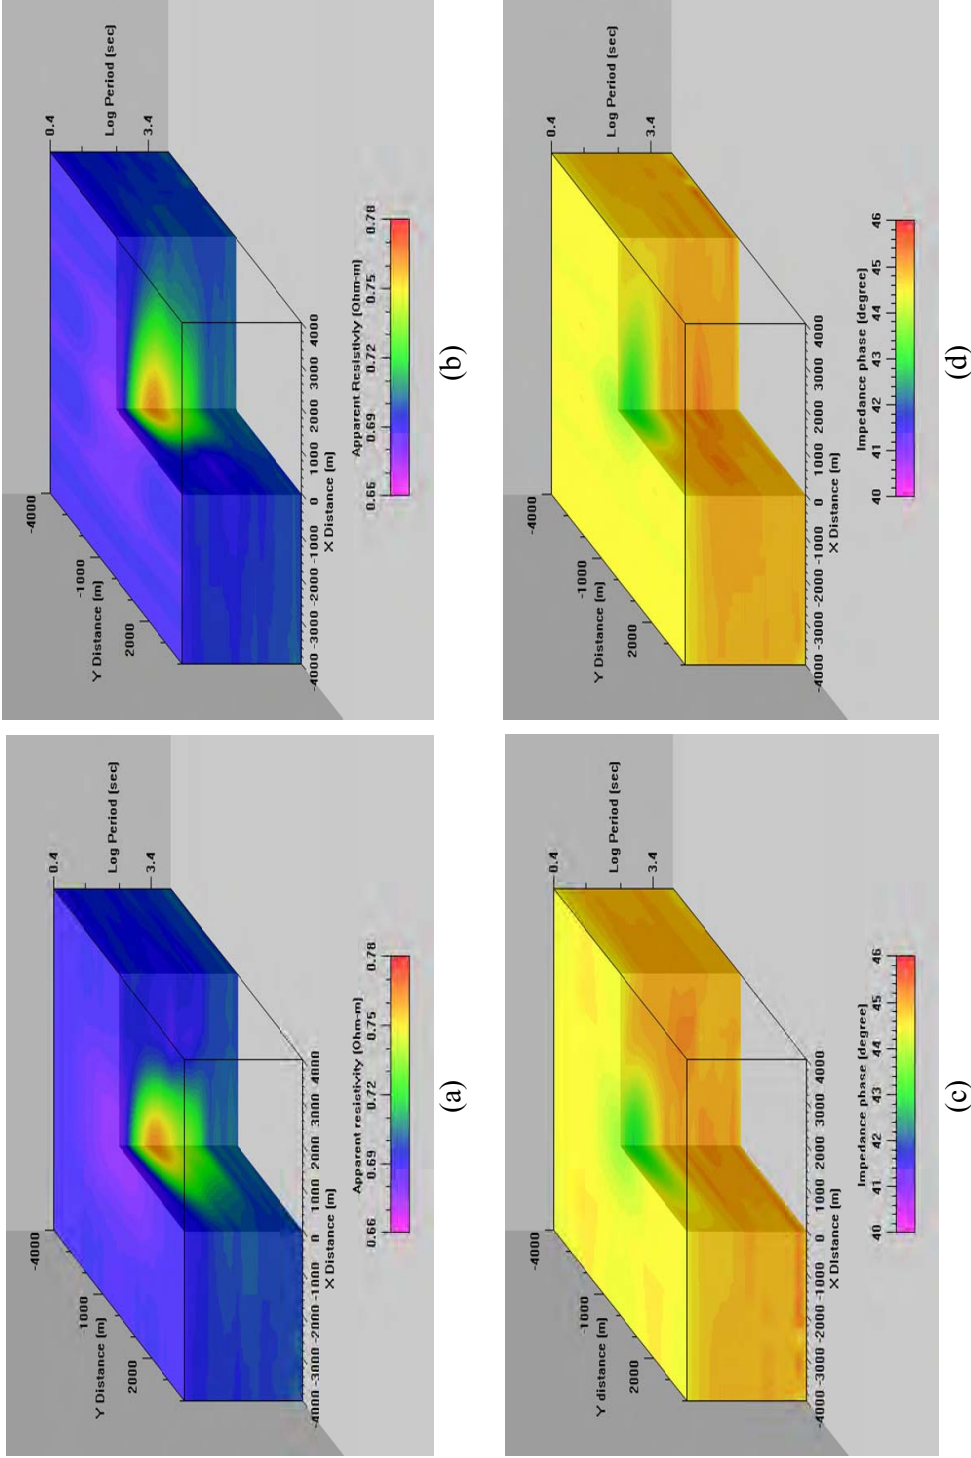 -4000 0.4
-1000
Y Distance [m] Log Period [sec]
2000 3.4
-4000 -3000 -2000 -1000 0 1000 2000 3000 4000
X Distance [m]
Apparent resistivity [Ohm-m]
0.66 0.69 0.72 0.75 0.78
(a)
-4000 0.4
-1000
Y Distance [m] Log Period [sec]
2000 3.4
-4000 -3000 -2000 -1000 0 1000 2000 3000 4000
X Distance [m]
Apparent Resistivity [Ohm-m]
0.66 0.69 0.72 0.75 0.78
(b)
-4000 0.4
-1000
Y distance [m] Log Period [sec]
2000 3.4
-4000 -3000 -2000 -1000 0 1000 2000 3000 4000
X Distance [m]
Impedance phase [degree]
40 41 42 43 44 45 46
(c)
-4000 0.4
-1000
Y Distance [m] Log Period [sec]
2000 3.4
-4000 -3000 -2000 -1000 0 1000 2000 3000 4000
X Distance [m]
Impedance phase [degree]
40 41 42 43 44 45 46
(d)